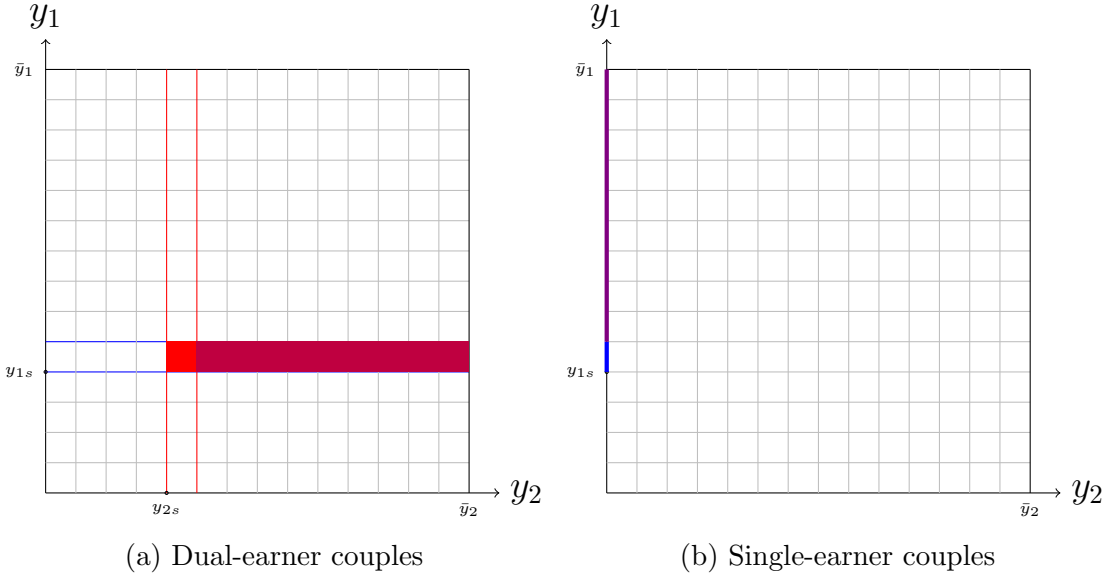 y₁
ȳ₁
y₁ₛ
y₂ₛ
ȳ₂
y₂
(a) Dual-earner couples
y₁
ȳ₁
y₁ₛ
ȳ₂
y₂
(b) Single-earner couples